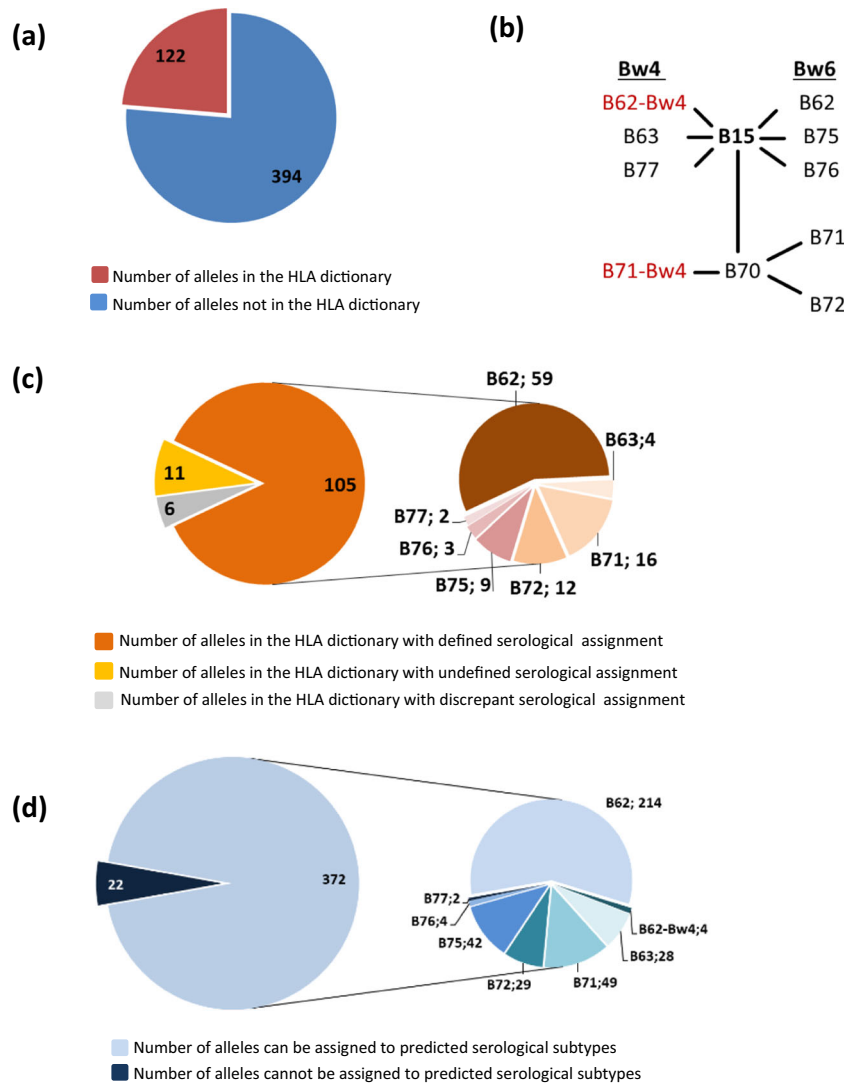 (a)
122
394
Number of alleles in the HLA dictionary
Number of alleles not in the HLA dictionary
(b)
Bw4 Bw6
B62-Bw4 B62
B63 B15 B75
B77 B76
B71
B71-Bw4 B70
B72
(c)
11
6
105
B62; 59
B63;4
B77; 2
B76; 3
B75; 9
B72; 12
B71; 16
Number of alleles in the HLA dictionary with defined serological assignment
Number of alleles in the HLA dictionary with undefined serological assignment
Number of alleles in the HLA dictionary with discrepant serological assignment
(d)
22
372
B62; 214
B77;2
B76;4
B75;42
B72;29
B71;49
B63;28
B62-Bw4;4
Number of alleles can be assigned to predicted serological subtypes
Number of alleles cannot be assigned to predicted serological subtypes